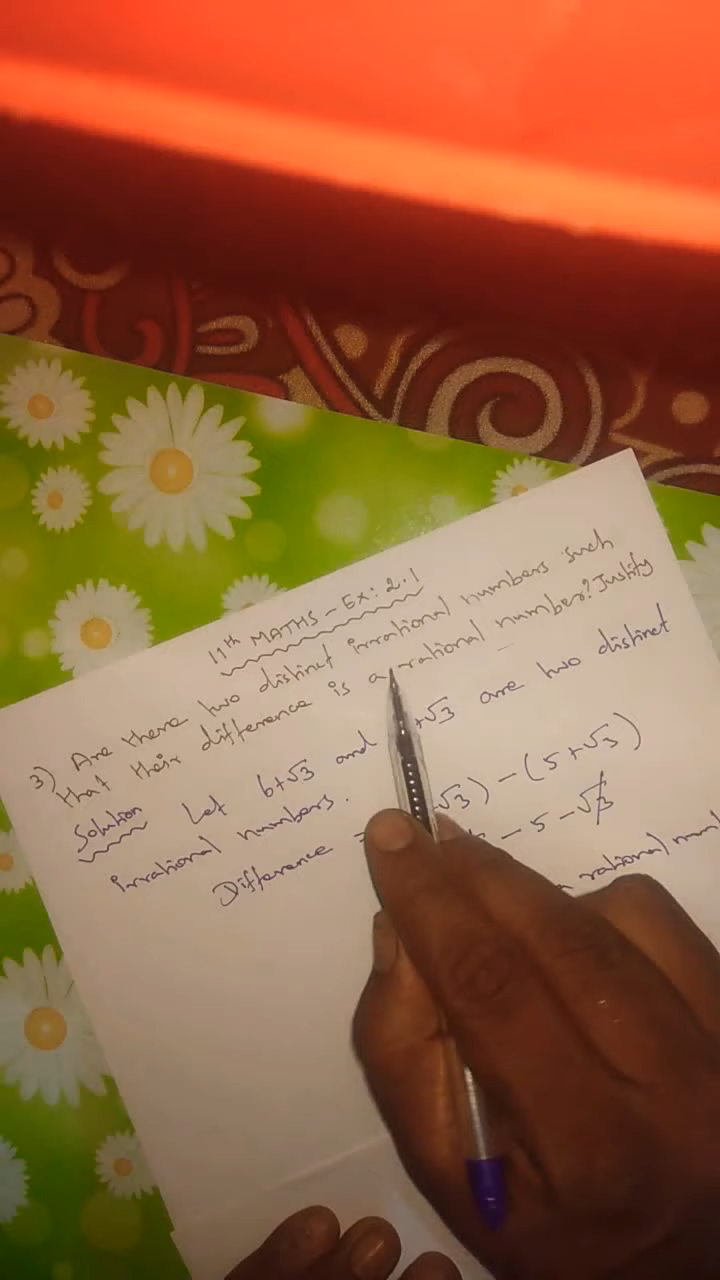 11th MATHS - EX: 2.1
3) Are there two distinct irrational numbers such
that their difference is a rational number? Justify
Solution Let 6+√3 and +√3 are two distinct
irrational numbers.
Difference = √3) - (5+√3)
- 5 - √3
a rational num